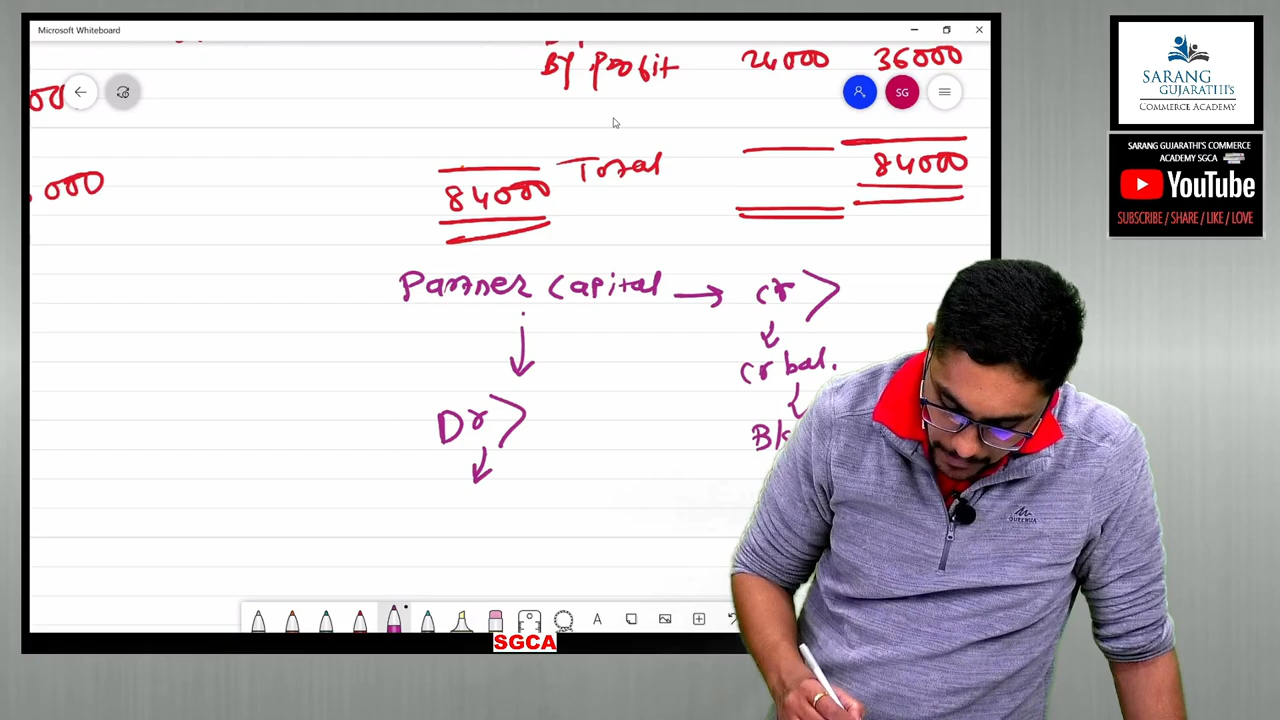 Microsoft Whiteboard
By profit 24000 36000
Total 84000
84000
Partner Capital → cr >
cr bal.
Dr >
SG
A
SGCA
SARANG
GUJARATHI'S
COMMERCE ACADEMY
SARANG GUJARATHI'S COMMERCE
ACADEMY SGCA
YouTube
SUBSCRIBE / SHARE / LIKE / LOVE